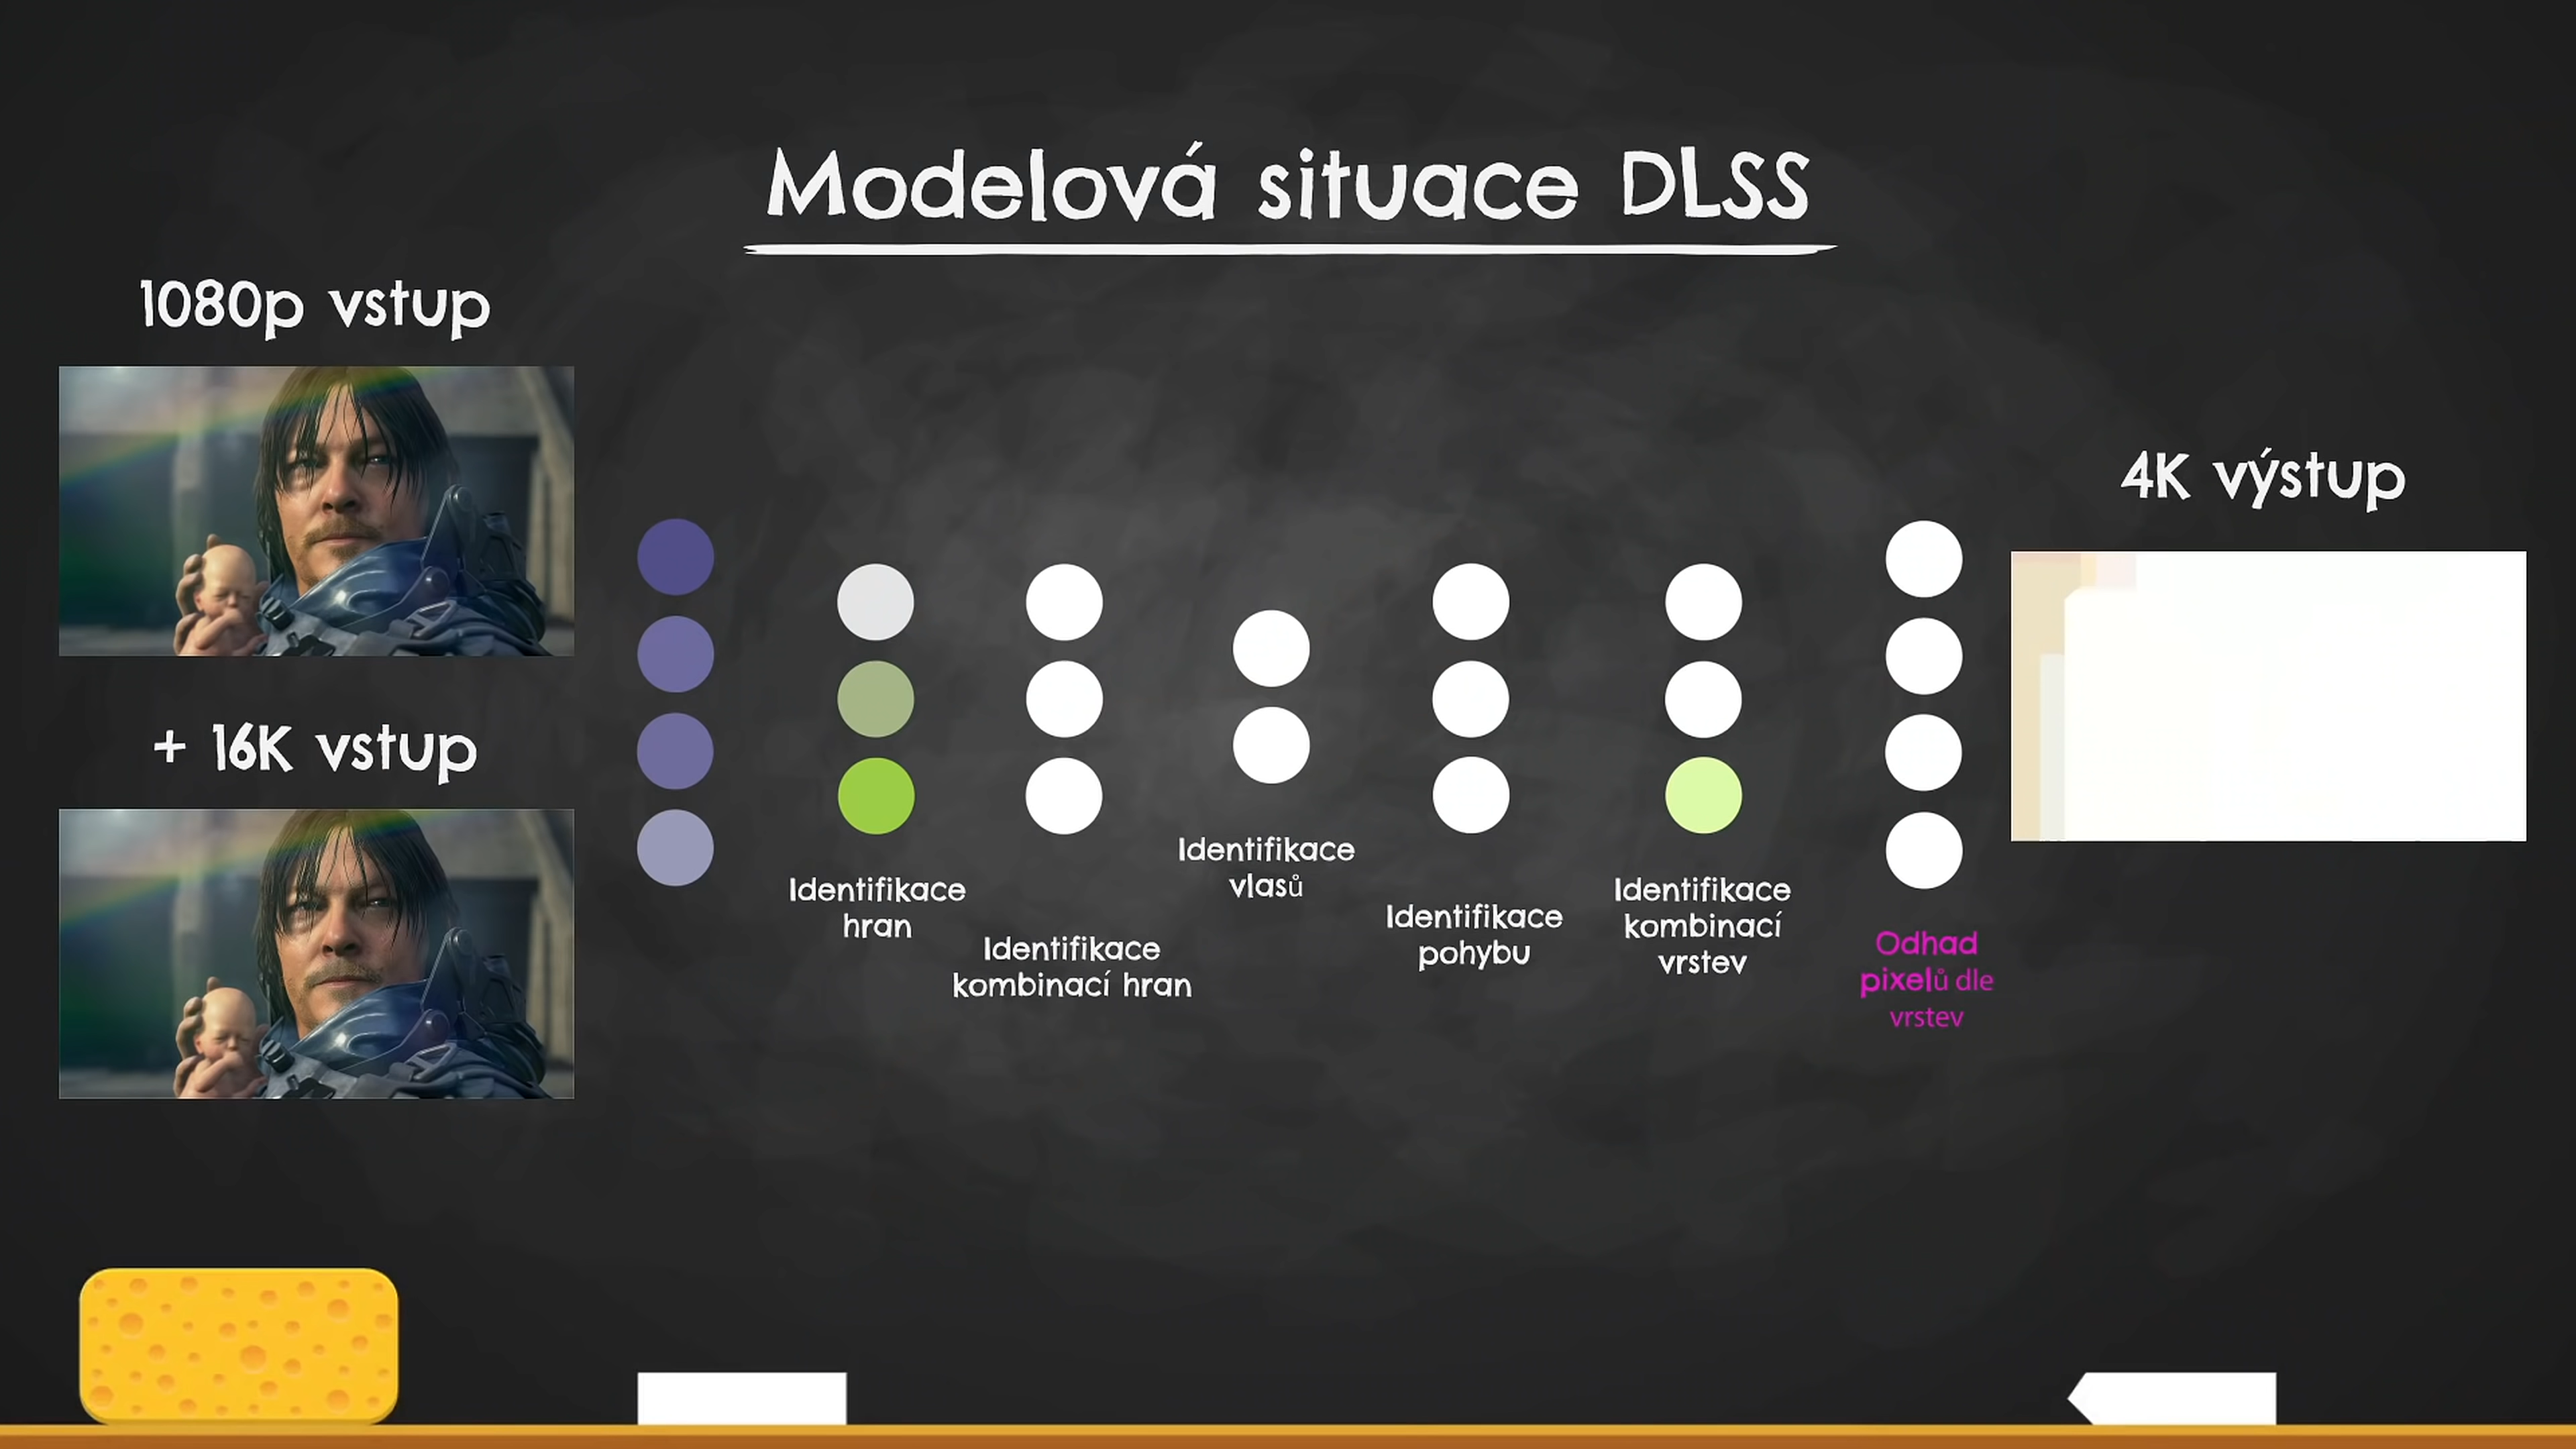 Modelová situace DLSS
1080p vstup
+ 16K vstup
Identifikace
hran
Identifikace
kombinací hran
Identifikace
vlasů
Identifikace
pohybu
Identifikace
kombinací
vrstev
Odhad
pixelů dle
vrstev
4K výstup